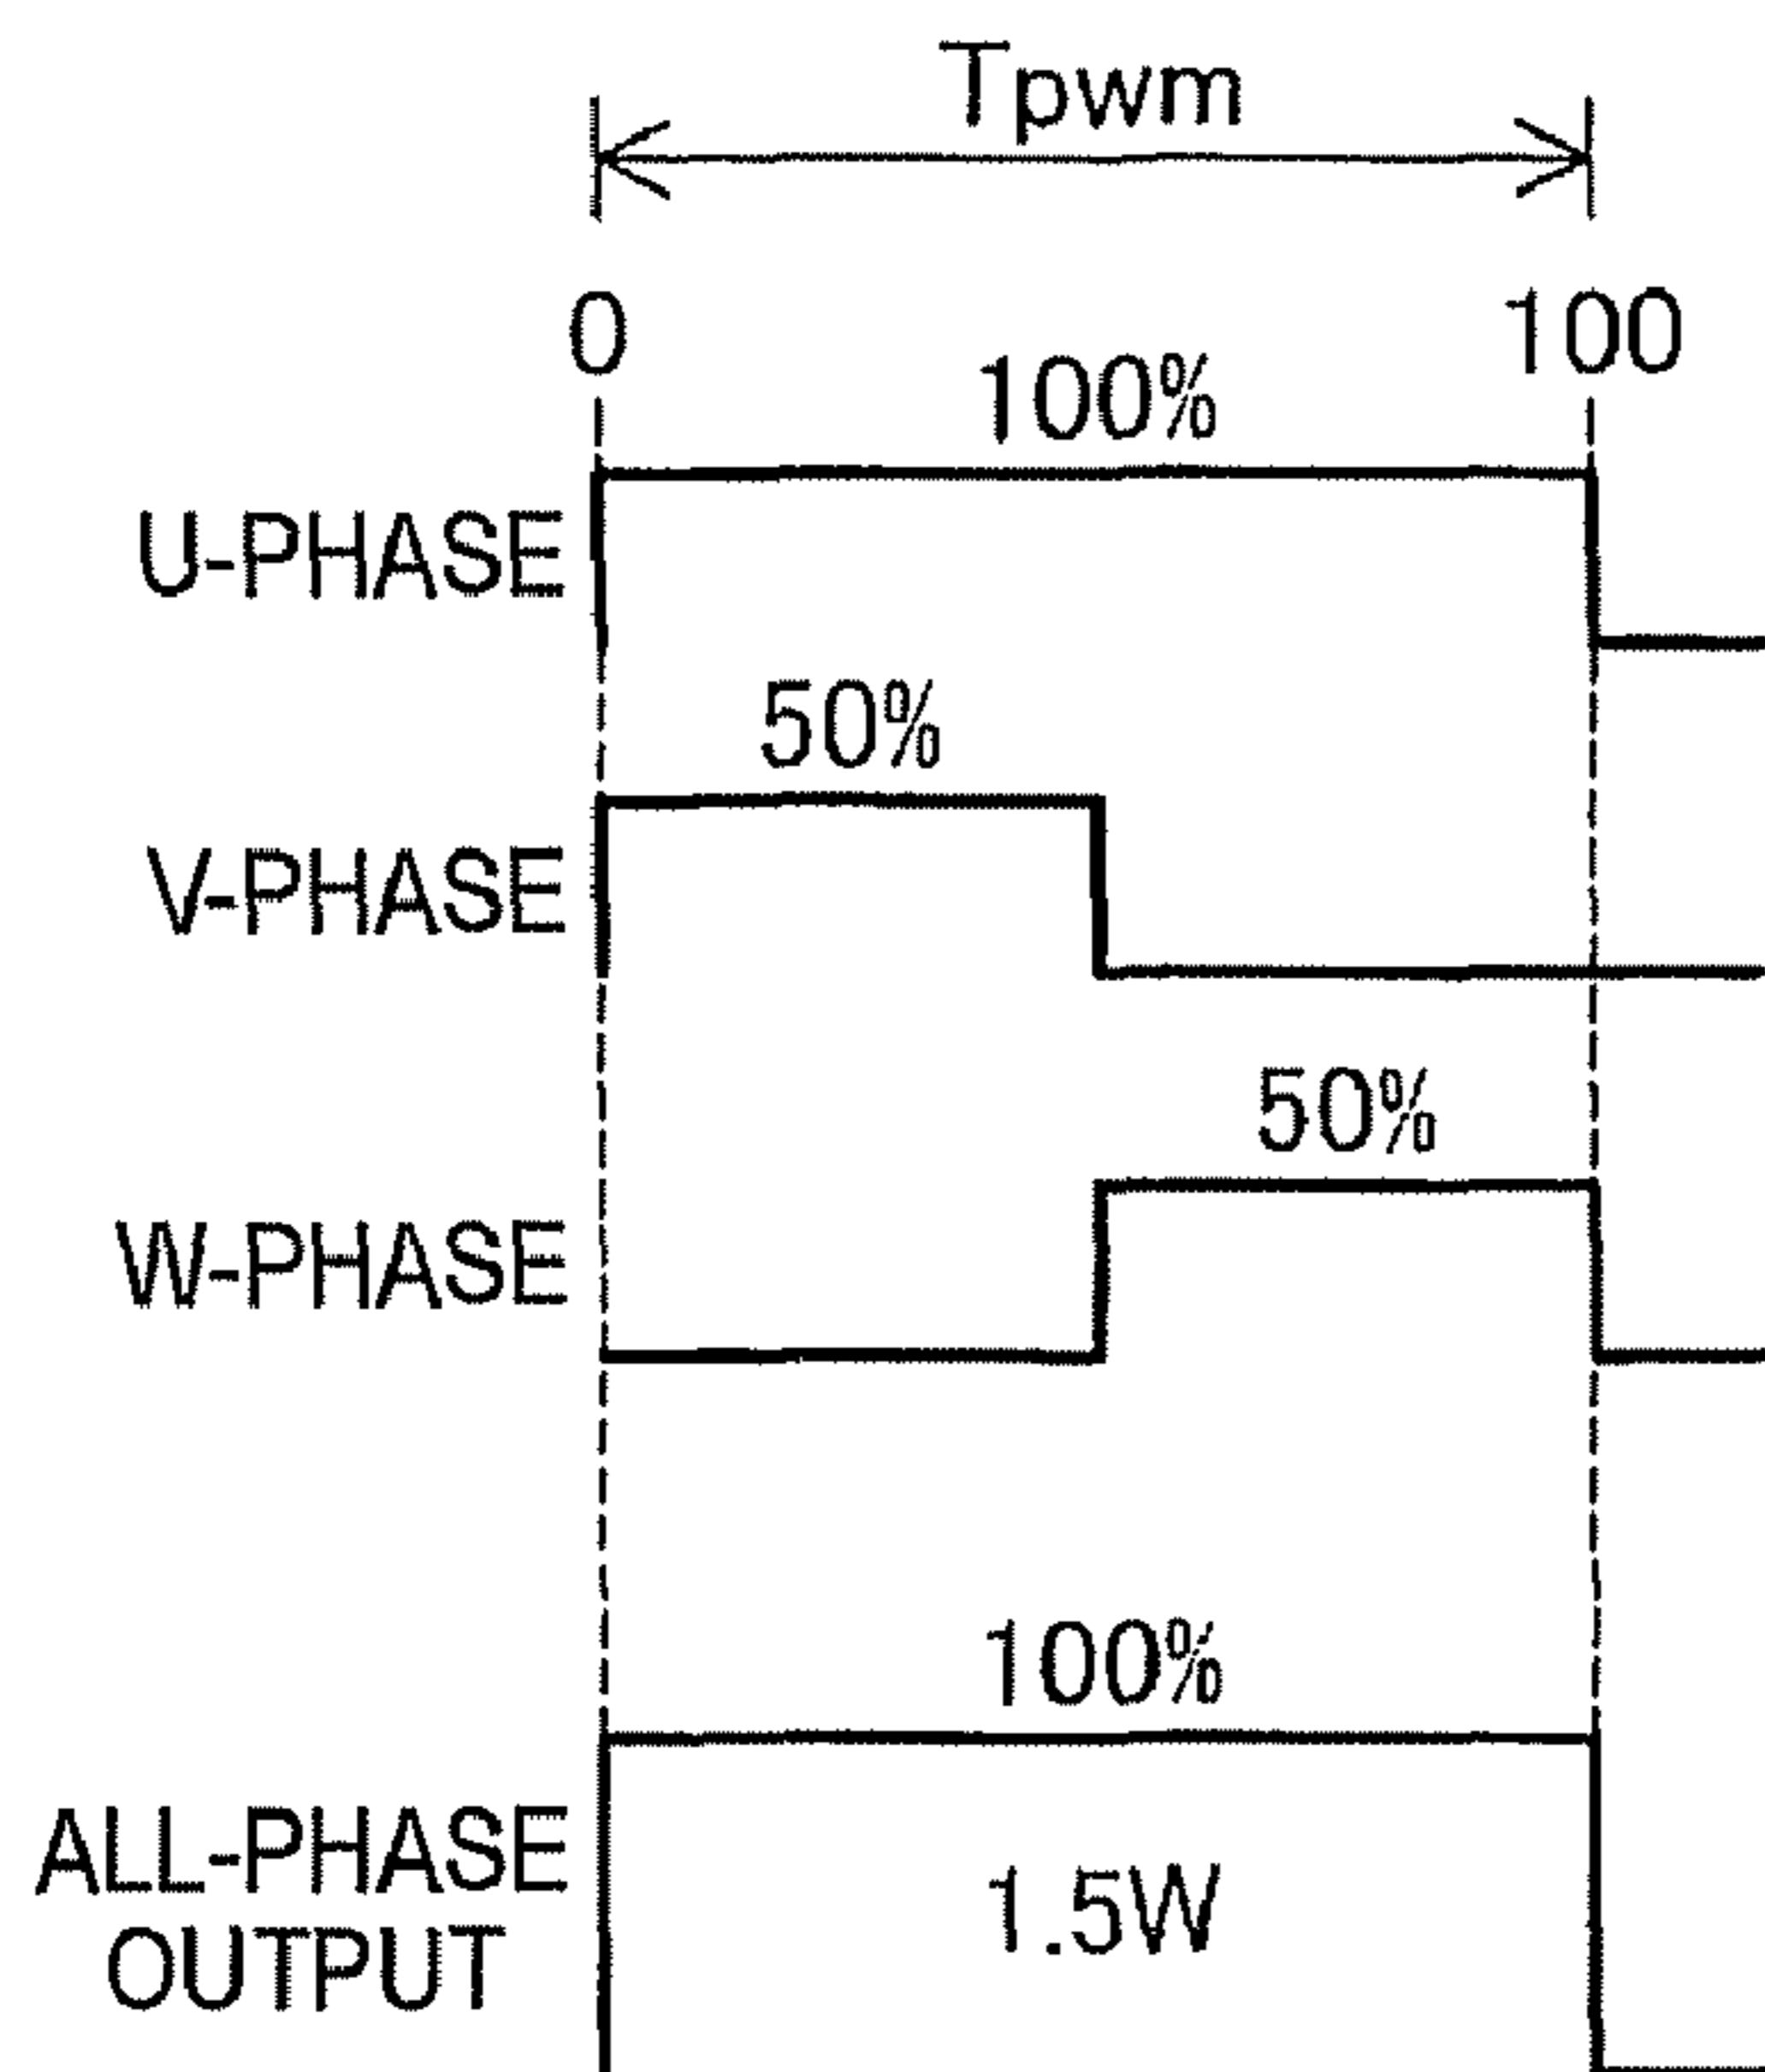 Tpwm
0
100
100%
U-PHASE
50%
V-PHASE
50%
W-PHASE
100%
ALL-PHASE
OUTPUT
1.5W